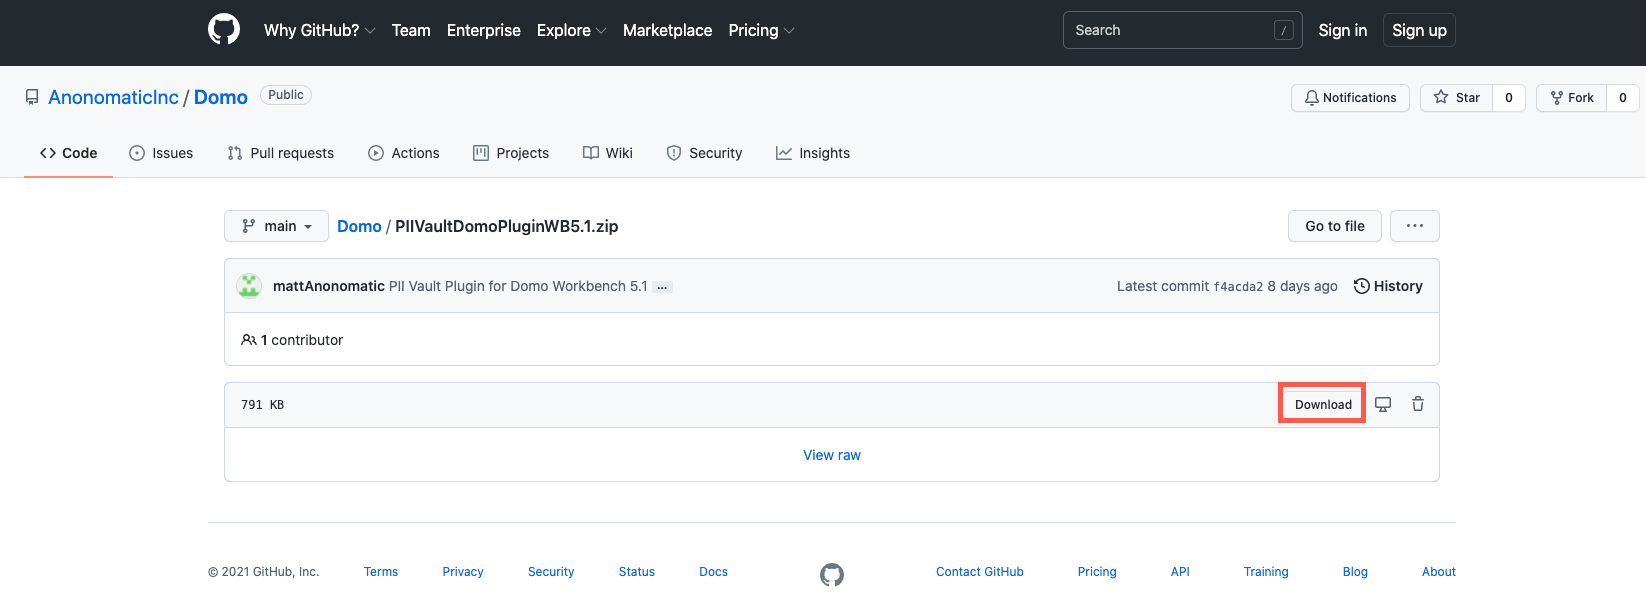 Why GitHub? Team Enterprise Explore Marketplace Pricing Search / Sign in Sign up
AnonomaticInc / Domo Public Notifications Star 0 Fork 0
Code Issues Pull requests Actions Projects Wiki Security Insights
main Domo / PIIVaultDomoPluginWB5.1.zip Go to file ...
mattAnonomatic PII Vault Plugin for Domo Workbench 5.1 ... Latest commit f4acda2 8 days ago History
1 contributor
791 KB Download
View raw
© 2021 GitHub, Inc. Terms Privacy Security Status Docs Contact GitHub Pricing API Training Blog About